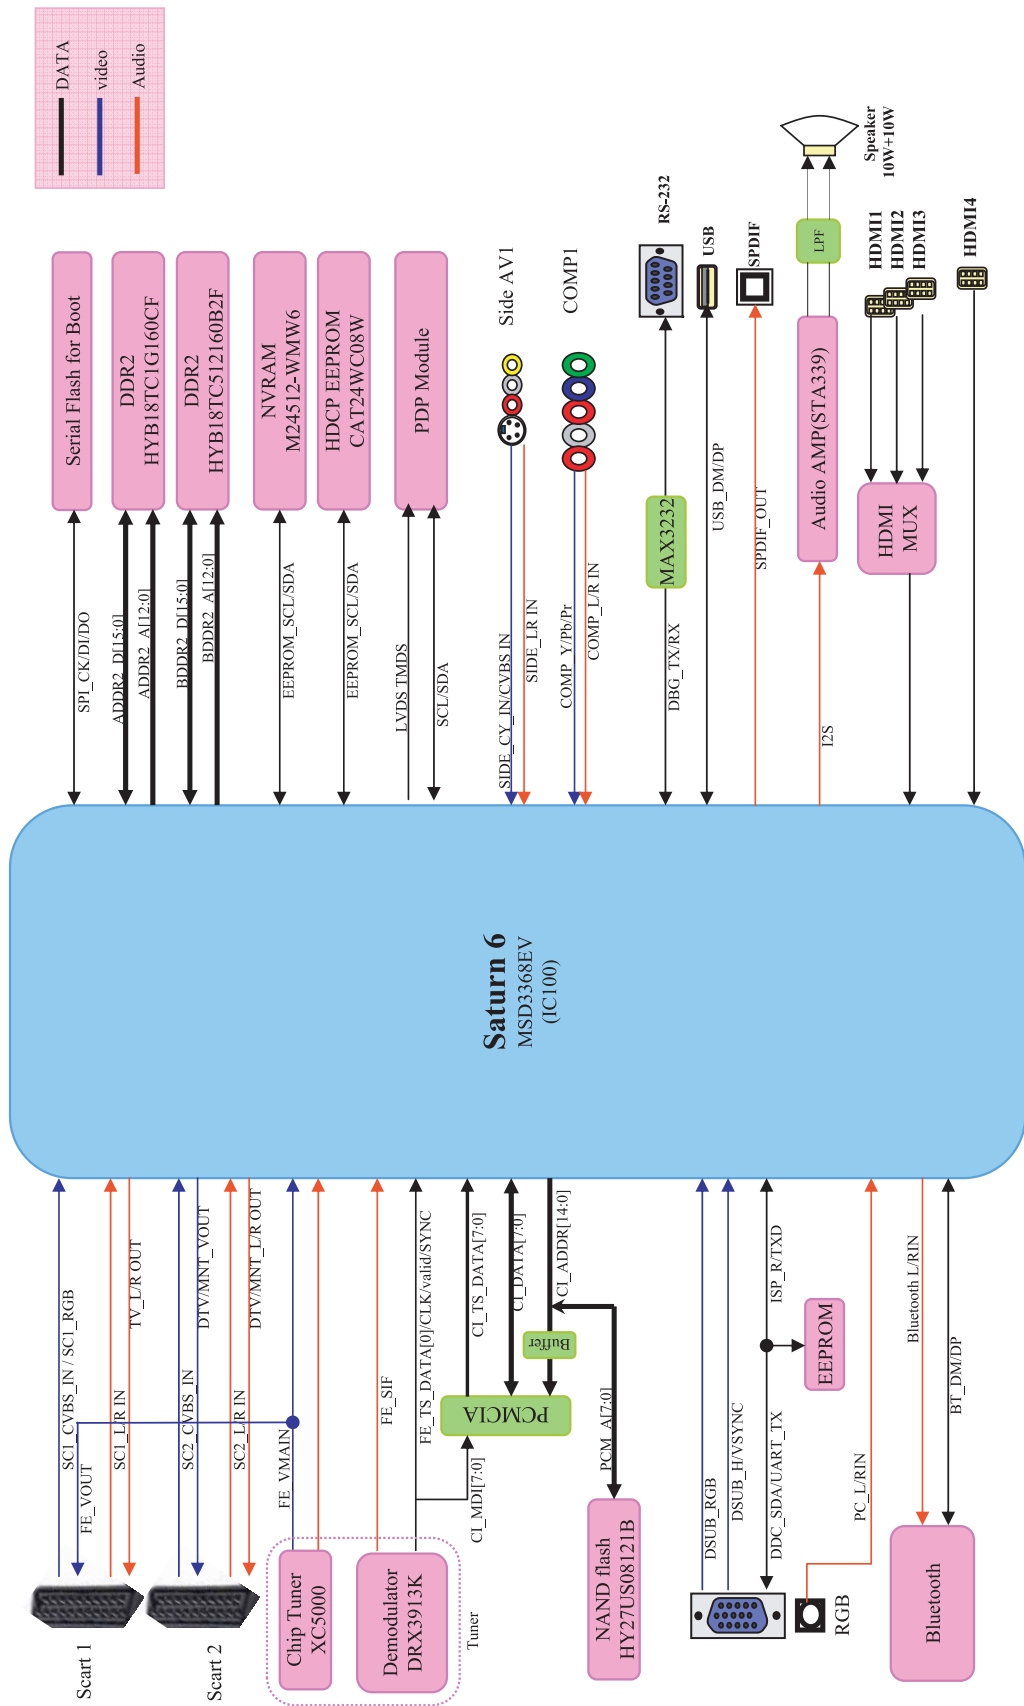 DATA
video
Audio
Serial Flash for Boot
DDR2
HYB18TC1G160CF
DDR2
HYB18TC512160B2F
NVRAM
M24512-WMW6
HDCP EEPROM
CAT24WC08W
PDP Module
Side AV1
COMP1
RS-232
USB
SPDIF
LPF
Speaker
10W+10W
HDMI1
HDMI2
HDMI3
HDMI4
MAX3232
Audio AMP(STA339)
HDMI
MUX
SPI_CK/DI/DO
ADDR2_D[15:0]
ADDR2_A[12:0]
BDDR2_D[15:0]
BDDR2_A[12:0]
EEPROM_SCL/SDA
EEPROM_SCL/SDA
LVDS TMDS
SCL/SDA
SIDE_CY_IN/CVBS IN
SIDE_LR IN
COMP_Y/Pb/Pr
COMP_L/R IN
DBG_TX/RX
USB_DM/DP
SPDIF_OUT
I2S
Saturn 6
MSD3368EV
(IC100)
SC1_CVBS_IN / SC1_RGB
FE_VOUT
SC1_L/R IN
TV_L/R OUT
SC2_CVBS_IN
DTV/MNT_VOUT
SC2_L/R IN
DTV/MNT_L/R OUT
FE_VMAIN
FE_SIF
FE_TS_DATA[0]/CLK/valid/SYNC
CI_MDI[7:0]
CI_TS_DATA[7:0]
CI_DATA[7:0]
CI_ADDR[14:0]
Buffer
PCMCIA
PCM_A[7:0]
DSUB_RGB
DSUB_H/VSYNC
DDC_SDA/UART_TX
ISP_R/TXD
EEPROM
PC_L/RIN
Bluetooth L/RIN
BT_DM/DP
Scart 1
Scart 2
Chip Tuner
XC5000
Demodulator
DRX3913K
Tuner
NAND flash
HY27US08121B
RGB
Bluetooth